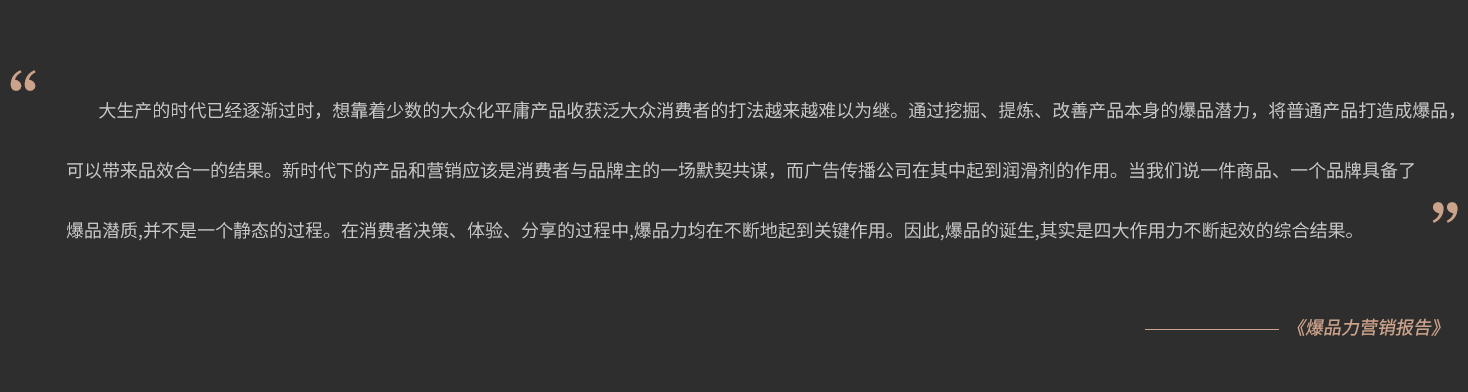 “
大生产的时代已经逐渐过时，想靠着少数的大众化平庸产品收获泛大众消费者的打法越来越难以为继。通过挖掘、提炼、改善产品本身的爆品潜力，将普通产品打造成爆品，
可以带来品效合一的结果。新时代下的产品和营销应该是消费者与品牌主的一场默契共谋，而广告传播公司在其中起到润滑剂的作用。当我们说一件商品、一个品牌具备了
爆品潜质,并不是一个静态的过程。在消费者决策、体验、分享的过程中,爆品力均在不断地起到关键作用。因此,爆品的诞生,其实是四大作用力不断起效的综合结果。
”
《爆品力营销报告》